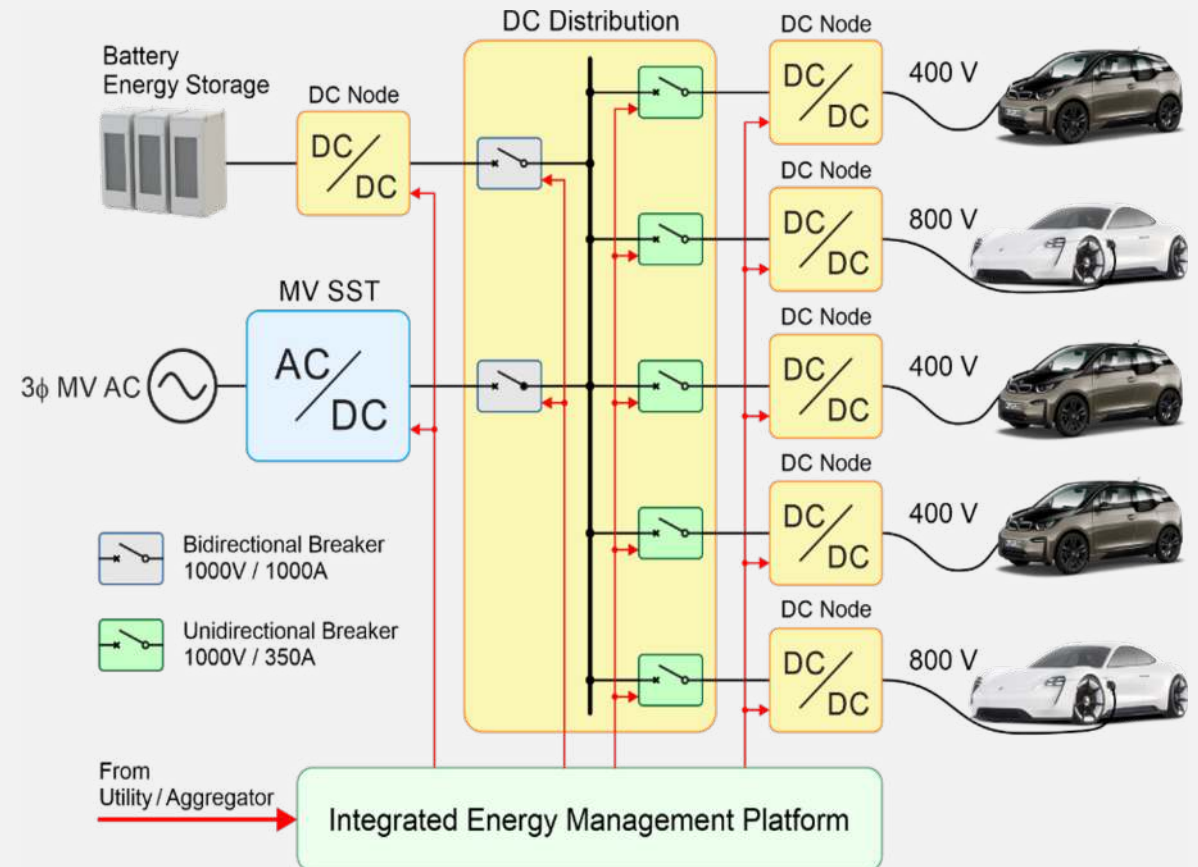 DC Distribution
DC Node
Battery
Energy Storage
DC Node
DC/DC
DC/DC
400 V
DC Node
DC/DC
800 V
MV SST
AC/DC
3ϕ MV AC
DC Node
DC/DC
400 V
DC Node
DC/DC
400 V
Bidirectional Breaker
1000V / 1000A
DC Node
DC/DC
800 V
Unidirectional Breaker
1000V / 350A
From
Utility / Aggregator
Integrated Energy Management Platform